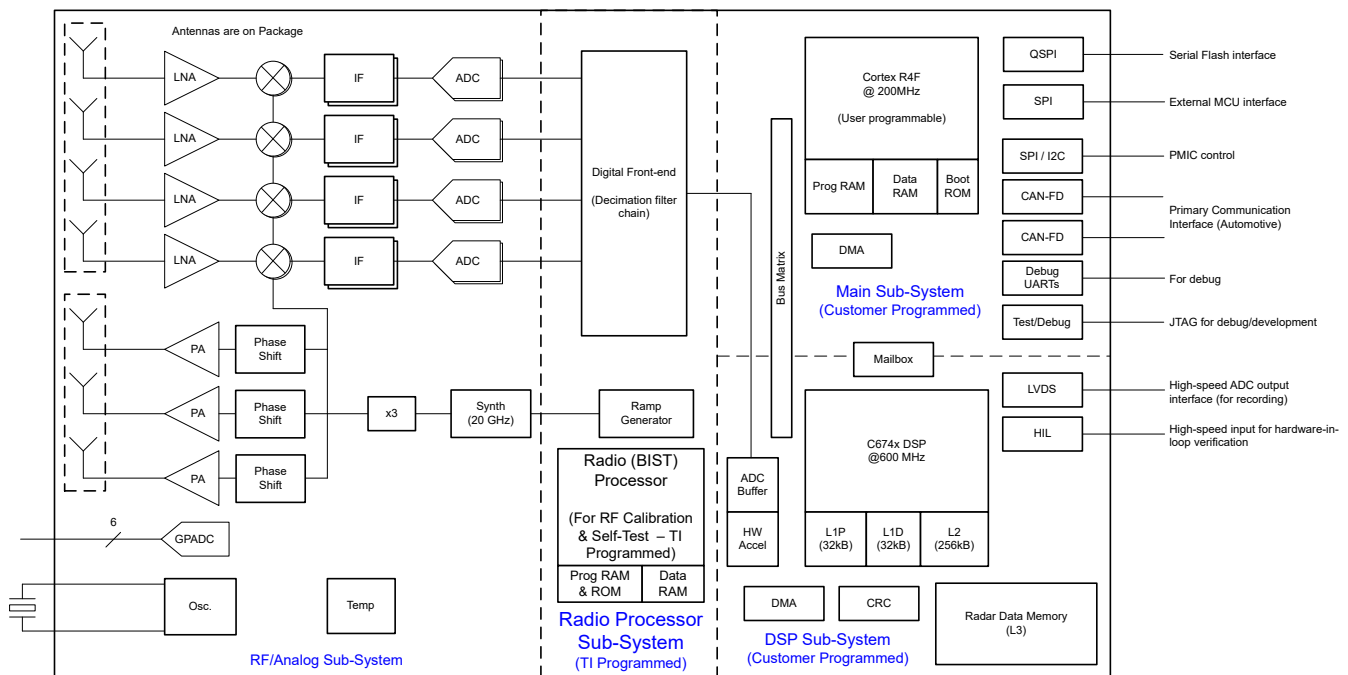 Antennas are on Package
LNA
IF
ADC
LNA
IF
ADC
LNA
IF
ADC
LNA
IF
ADC
PA
Phase
Shift
PA
Phase
Shift
PA
Phase
Shift
x3
Synth
(20 GHz)
6
GPADC
Osc.
Temp
RF/Analog Sub-System
Digital Front-end
(Decimation filter
chain)
Ramp
Generator
Radio (BIST)
Processor
(For RF Calibration
& Self-Test – TI
Programmed)
Prog RAM
& ROM
Data
RAM
Radio Processor
Sub-System
(TI Programmed)
Bus Matrix
Cortex R4F
@ 200MHz
(User programmable)
Prog RAM
Data
RAM
Boot
ROM
DMA
Main Sub-System
(Customer Programmed)
Mailbox
ADC
Buffer
HW
Accel
C674x DSP
@600 MHz
L1P
(32kB)
L1D
(32kB)
L2
(256kB)
DMA
CRC
DSP Sub-System
(Customer Programmed)
Radar Data Memory
(L3)
QSPI
Serial Flash interface
SPI
External MCU interface
SPI / I2C
PMIC control
CAN-FD
CAN-FD
Primary Communication
Interface (Automotive)
Debug
UARTs
For debug
Test/Debug
JTAG for debug/development
LVDS
High-speed ADC output
interface (for recording)
HIL
High-speed input for hardware-in-
loop verification